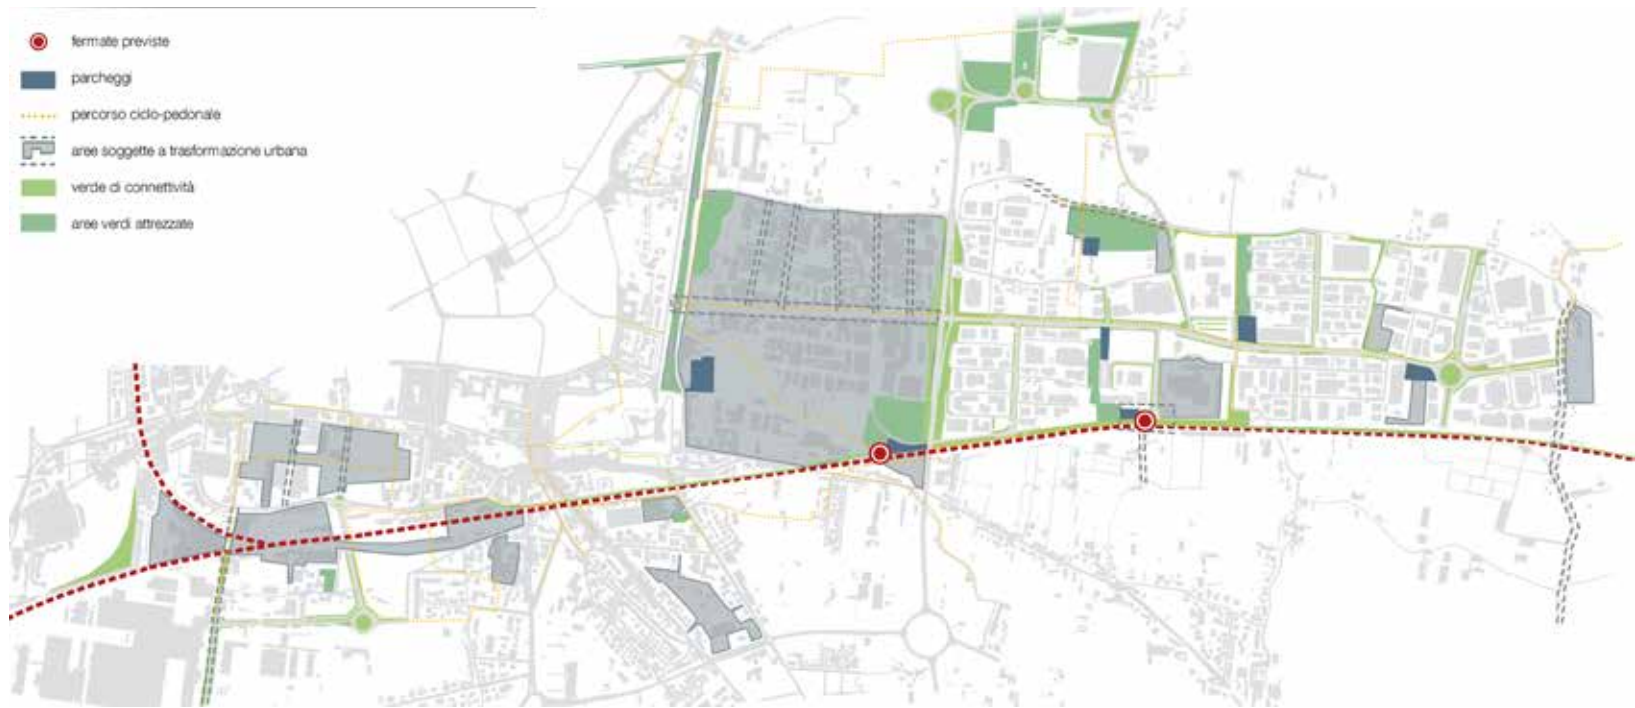 fermate previste
parcheggi
percorso ciclo-pedonale
aree soggette a trasformazione urbana
verde di connettività
aree verdi attrezzate